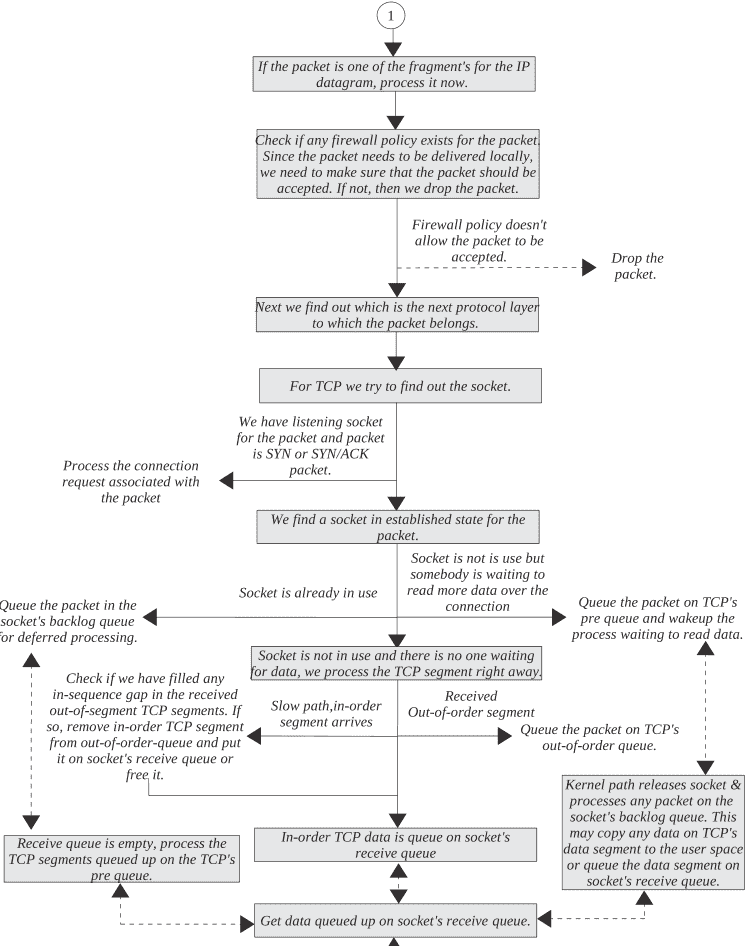 1
If the packet is one of the fragment's for the IP
datagram, process it now.
Check if any firewall policy exists for the packet.
Since the packet needs to be delivered locally,
we need to make sure that the packet should be
accepted. If not, then we drop the packet.
Firewall policy doesn't
allow the packet to be
accepted.
Drop the
packet.
Next we find out which is the next protocol layer
to which the packet belongs.
For TCP we try to find out the socket.
We have listening socket
for the packet and packet
is SYN or SYN/ACK
packet.
Process the connection
request associated with
the packet
We find a socket in established state for the
packet.
Socket is already in use
Socket is not is use but
somebody is waiting to
read more data over the
connection
Queue the packet in the
socket's backlog queue
for deferred processing.
Queue the packet on TCP's
pre queue and wakeup the
process waiting to read data.
Socket is not in use and there is no one waiting
for data, we process the TCP segment right away.
Check if we have filled any
in-sequence gap in the received
out-of-segment TCP segments. If
so, remove in-order TCP segment
from out-of-order-queue and put
it on socket's receive queue or
free it.
Slow path,in-order
segment arrives
Received
Out-of-order segment
Queue the packet on TCP's
out-of-order queue.
Kernel path releases socket &
processes any packet on the
socket's backlog queue. This
may copy any data on TCP's
data segment to the user space
or queue the data segment on
socket's receive queue.
Receive queue is empty, process the
TCP segments queued up on the TCP's
pre queue.
In-order TCP data is queue on socket's
receive queue
Get data queued up on socket's receive queue.